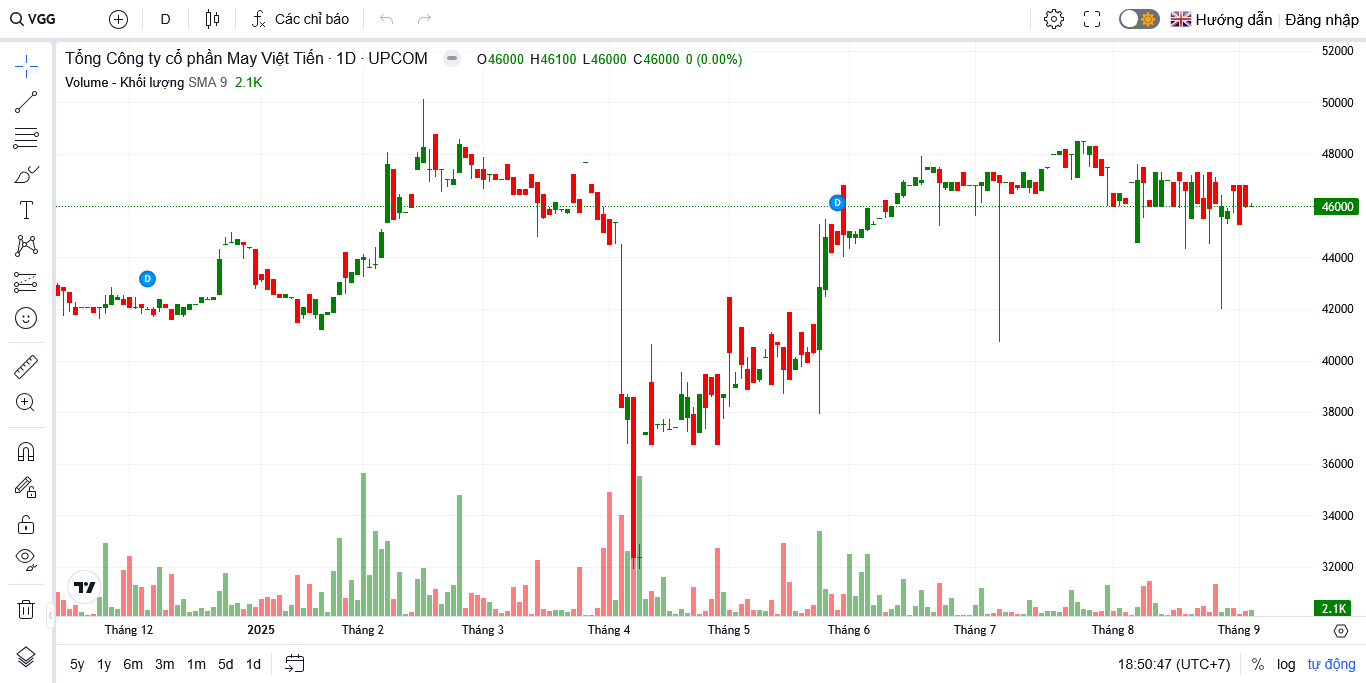 VGG D Các chỉ báo Hướng dẫn Đăng nhập
Tổng Công ty cổ phần May Việt Tiến · 1D · UPCOM O46000 H46100 L46000 C46000 0 (0.00%)
Volume - Khối lượng SMA 9 2.1K
52000
50000
48000
46000
44000
42000
40000
38000
36000
34000
32000
2.1K
D
D
T
Tháng 12 2025 Tháng 2 Tháng 3 Tháng 4 Tháng 5 Tháng 6 Tháng 7 Tháng 8 Tháng 9
5y 1y 6m 3m 1m 5d 1d 18:50:47 (UTC+7) % log tự động